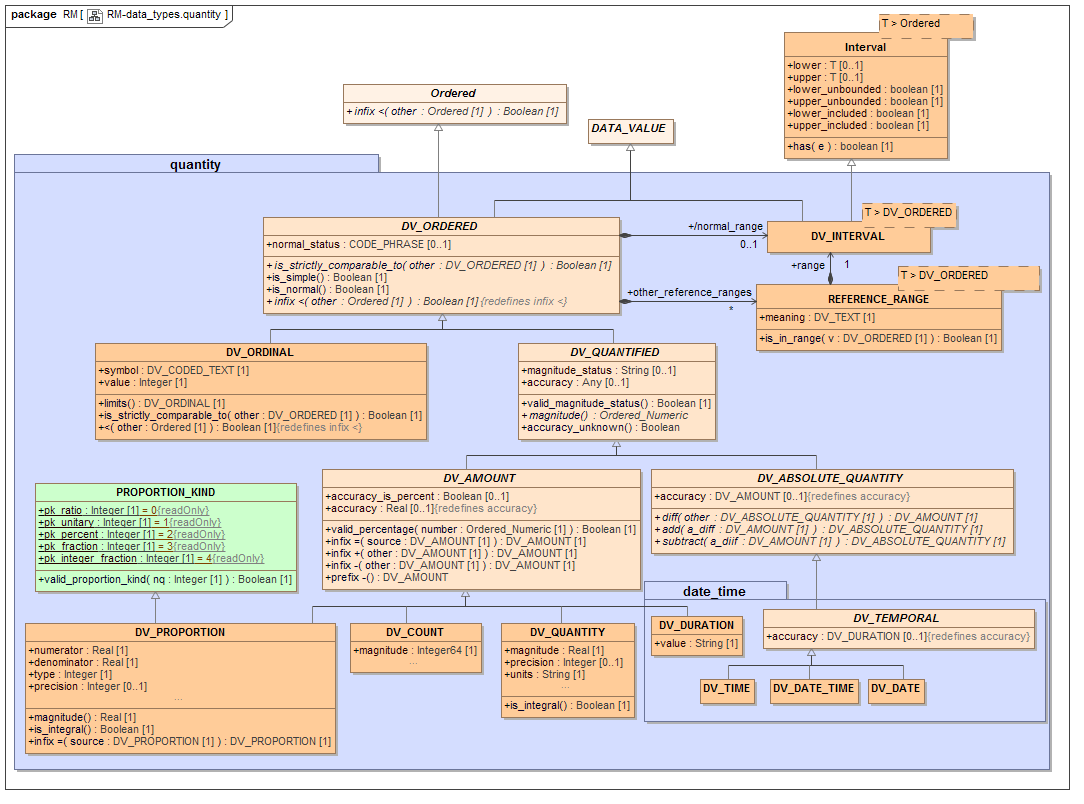 package RM [ RM-data_types.quantity ]
T > Ordered
Interval
+lower : T [0..1]
+upper : T [0..1]
+lower_unbounded : boolean [1]
+upper_unbounded : boolean [1]
+lower_included : boolean [1]
+upper_included : boolean [1]
+has( e ) : boolean [1]
Ordered
+ infix <( other : Ordered [1] ) : Boolean [1]
DATA_VALUE
quantity
DV_ORDERED
+normal_status : CODE_PHRASE [0..1]
+ is_strictly_comparable_to( other : DV_ORDERED [1] ) : Boolean [1]
+is_simple() : Boolean [1]
+is_normal() : Boolean [1]
+ infix <( other : Ordered [1] ) : Boolean [1]{redefines infix <}
+/normal_range
0..1
T > DV_ORDERED
DV_INTERVAL
+range
1
+other_reference_ranges
*
T > DV_ORDERED
REFERENCE_RANGE
+meaning : DV_TEXT [1]
+is_in_range( v : DV_ORDERED [1] ) : Boolean [1]
DV_ORDINAL
+symbol : DV_CODED_TEXT [1]
+value : Integer [1]
+limits() : DV_ORDINAL [1]
+is_strictly_comparable_to( other : DV_ORDERED [1] ) : Boolean [1]
+<( other : Ordered [1] ) : Boolean [1]{redefines infix <}
DV_QUANTIFIED
+magnitude_status : String [0..1]
+accuracy : Any [0..1]
+valid_magnitude_status() : Boolean [1]
+ magnitude() : Ordered_Numeric
+accuracy_unknown() : Boolean
PROPORTION_KIND
+pk_ratio : Integer [1] = 0{readOnly}
+pk_unitary : Integer [1] = 1{readOnly}
+pk_percent : Integer [1] = 2{readOnly}
+pk_fraction : Integer [1] = 3{readOnly}
+pk_integer_fraction : Integer [1] = 4{readOnly}
+valid_proportion_kind( nq : Integer [1] ) : Boolean [1]
DV_AMOUNT
+accuracy_is_percent : Boolean [0..1]
+accuracy : Real [0..1]{redefines accuracy}
+valid_percentage( number : Ordered_Numeric [1] ) : Boolean [1]
+infix =( source : DV_AMOUNT [1] ) : DV_AMOUNT [1]
+infix +( other : DV_AMOUNT [1] ) : DV_AMOUNT [1]
+infix -( other : DV_AMOUNT [1] ) : DV_AMOUNT [1]
+prefix -() : DV_AMOUNT
DV_ABSOLUTE_QUANTITY
+accuracy : DV_AMOUNT [0..1]{redefines accuracy}
+ diff( other : DV_ABSOLUTE_QUANTITY [1] ) : DV_AMOUNT [1]
+ add( a_diff : DV_AMOUNT [1] ) : DV_ABSOLUTE_QUANTITY [1]
+ subtract( a_diif : DV_AMOUNT [1] ) : DV_ABSOLUTE_QUANTITY [1]
DV_PROPORTION
+numerator : Real [1]
+denominator : Real [1]
+type : Integer [1]
+precision : Integer [0..1]
...
+magnitude() : Real [1]
+is_integral() : Boolean [1]
+infix =( source : DV_PROPORTION [1] ) : DV_PROPORTION [1]
DV_COUNT
+magnitude : Integer64 [1]
...
DV_QUANTITY
+magnitude : Real [1]
+precision : Integer [0..1]
+units : String [1]
...
+is_integral() : Boolean [1]
date_time
DV_DURATION
+value : String [1]
DV_TEMPORAL
+accuracy : DV_DURATION [0..1]{redefines accuracy}
DV_TIME
DV_DATE_TIME
DV_DATE